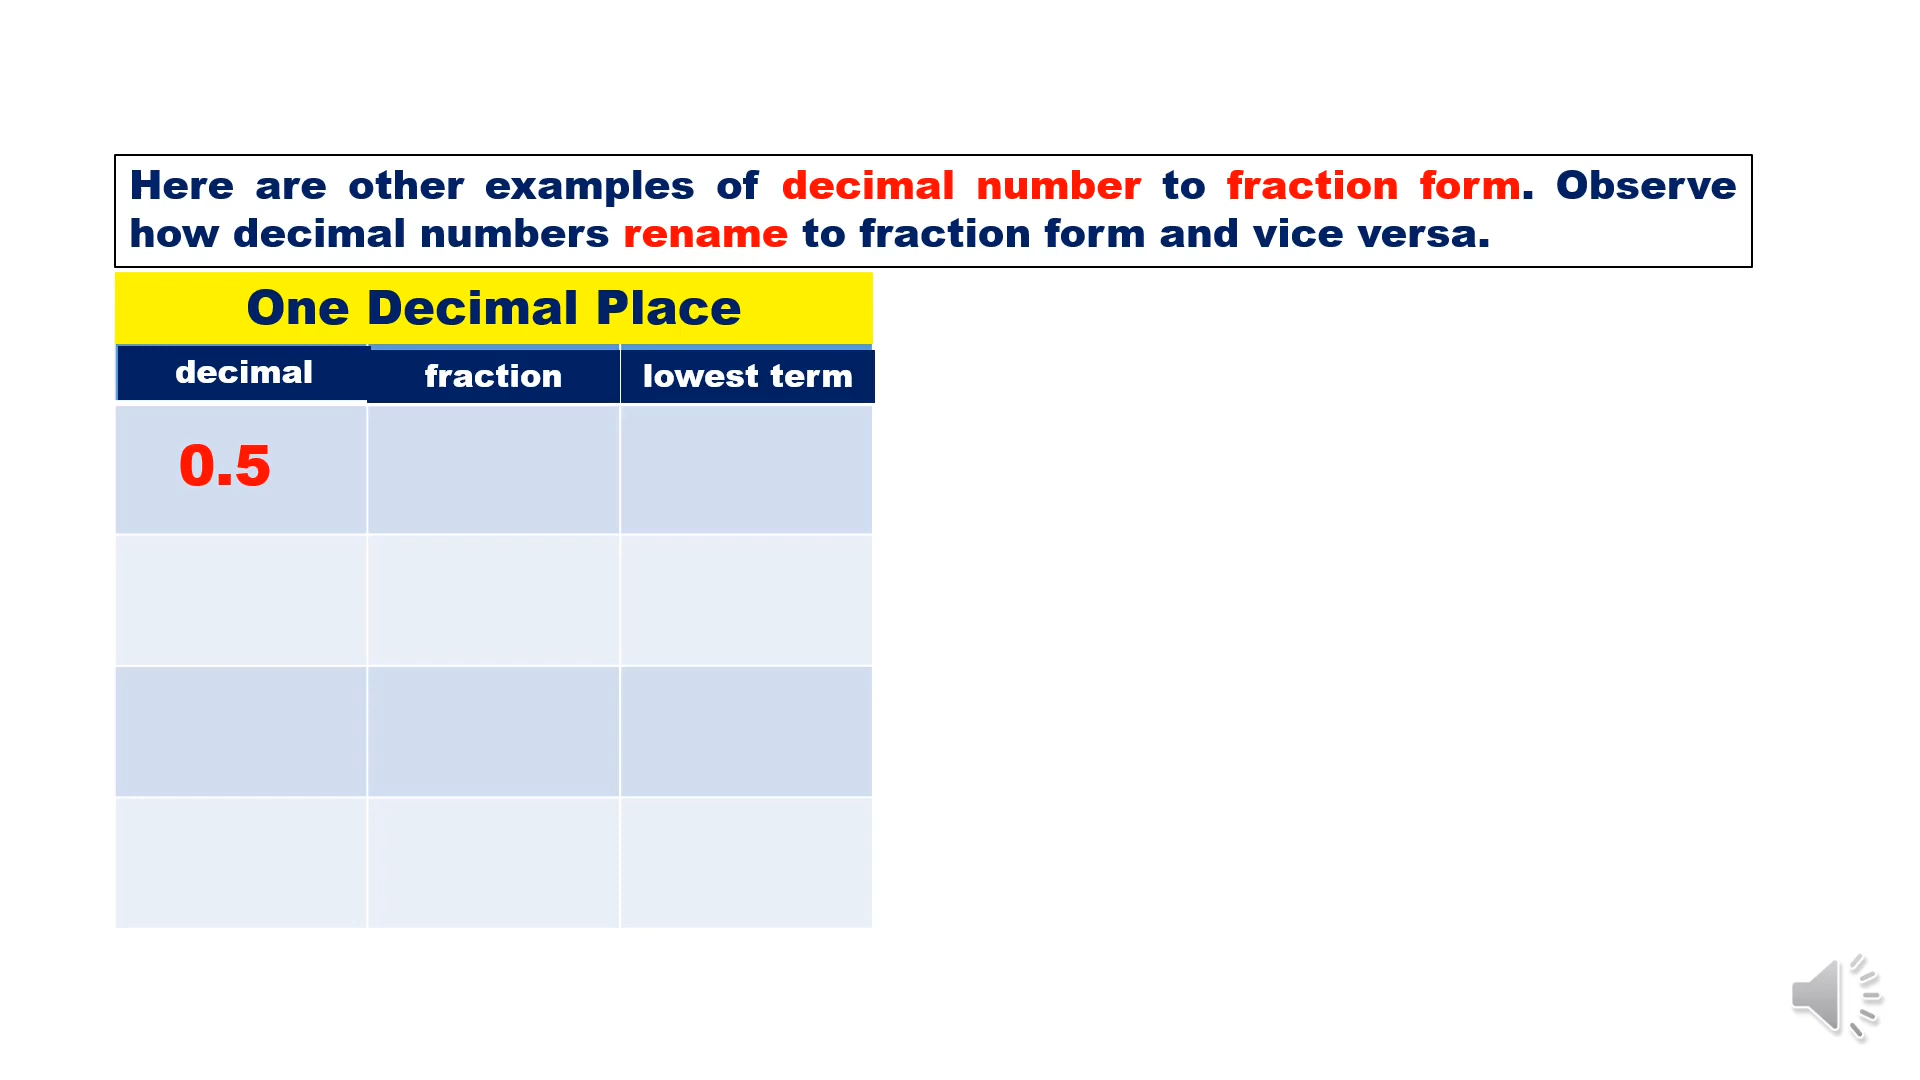 Here are other examples of decimal number to fraction form. Observe
how decimal numbers rename to fraction form and vice versa.
One Decimal Place
decimal fraction lowest term
0.5